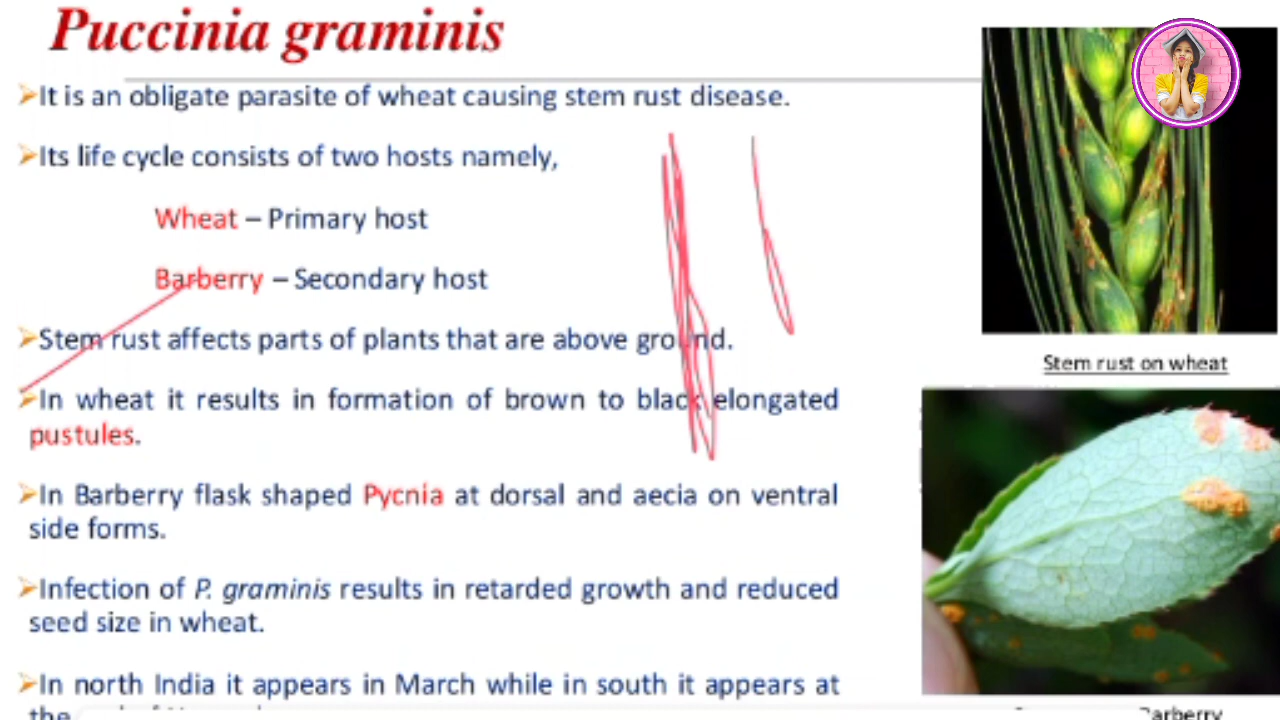 Puccinia graminis
➢It is an obligate parasite of wheat causing stem rust disease.
➢Its life cycle consists of two hosts namely,
Wheat – Primary host
Barberry – Secondary host
➢Stem rust affects parts of plants that are above ground.
➢In wheat it results in formation of brown to black elongated
pustules.
➢In Barberry flask shaped Pycnia at dorsal and aecia on ventral
side forms.
➢Infection of P. graminis results in retarded growth and reduced
seed size in wheat.
➢In north India it appears in March while in south it appears at
the
Stem rust on wheat
Barberry